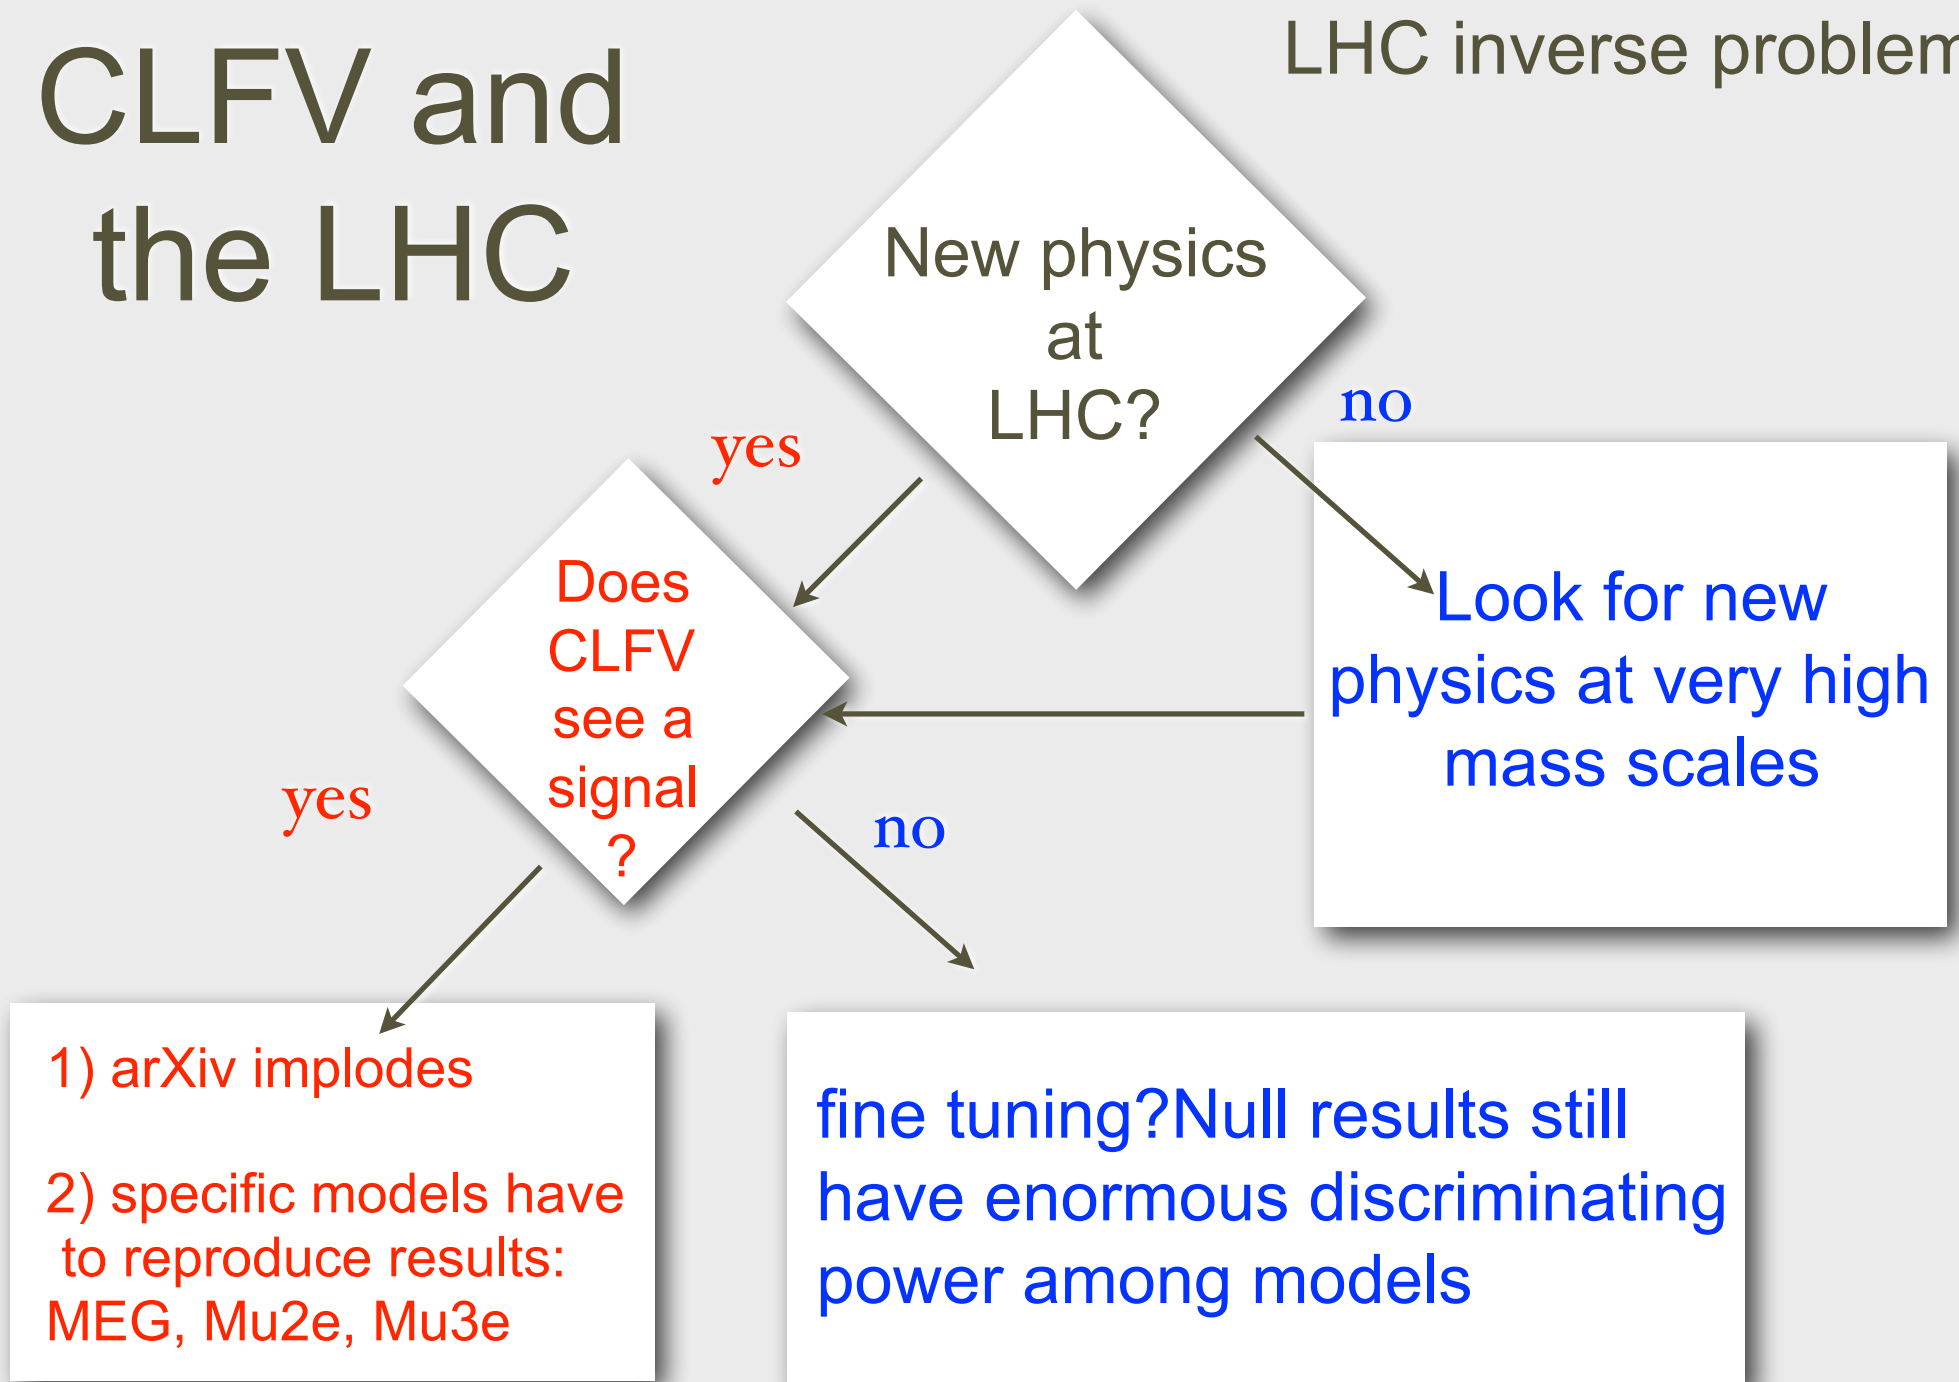 CLFV and
the LHC
LHC inverse problem
New physics
at
LHC?
yes
no
Does
CLFV
see a
signal
?
Look for new
physics at very high
mass scales
yes
no
1) arXiv implodes
2) specific models have
to reproduce results:
MEG, Mu2e, Mu3e
fine tuning?Null results still
have enormous discriminating
power among models